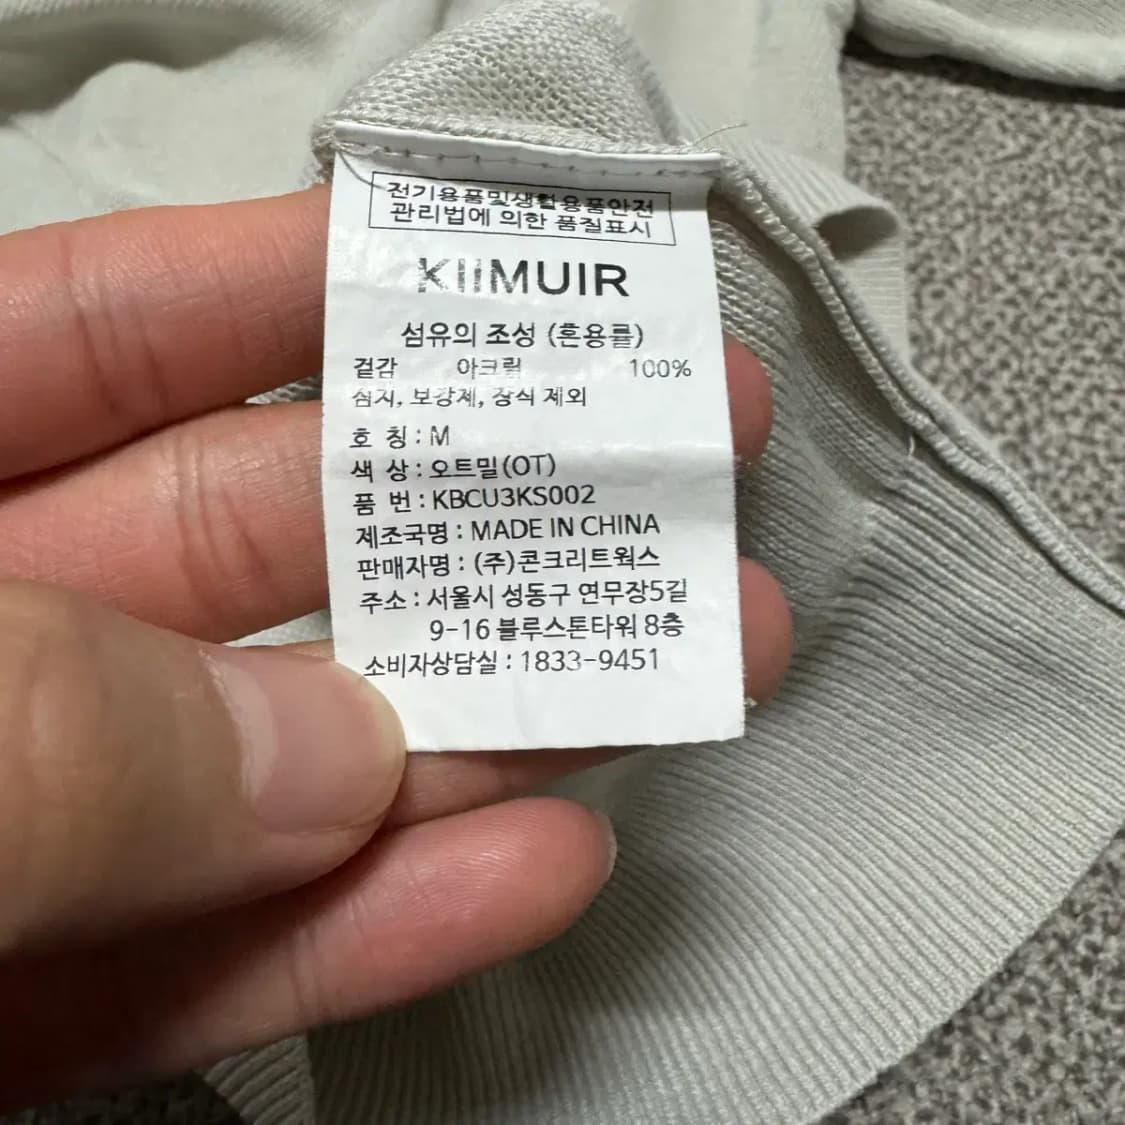 전기용품및생활용품안전
관리법에 의한 품질표시
KIIMUIR
섬유의 조성 (혼용률)
겉감 아크릴 100%
심지, 보강제, 장식 제외
호 칭 : M
색 상 : 오트밀(OT)
품 번 : KBCU3KS002
제조국명 : MADE IN CHINA
판매자명 : (주)콘크리트웍스
주소 : 서울시 성동구 연무장5길
9-16 블루스톤타워 8층
소비자상담실 : 1833-9451